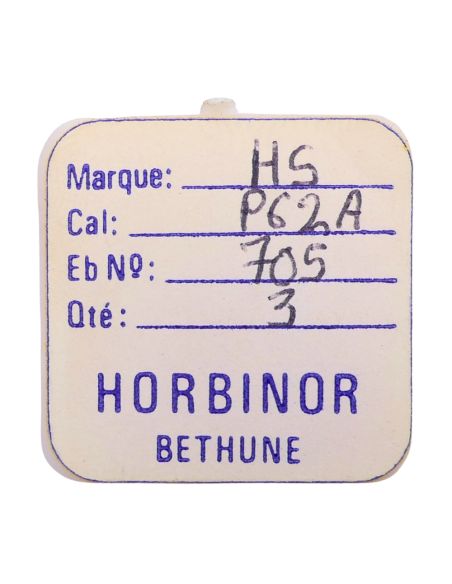 Marque: HS
Cal: P62A
Eb Nº: 705
Qté: 3
HORBINOR
BETHUNE